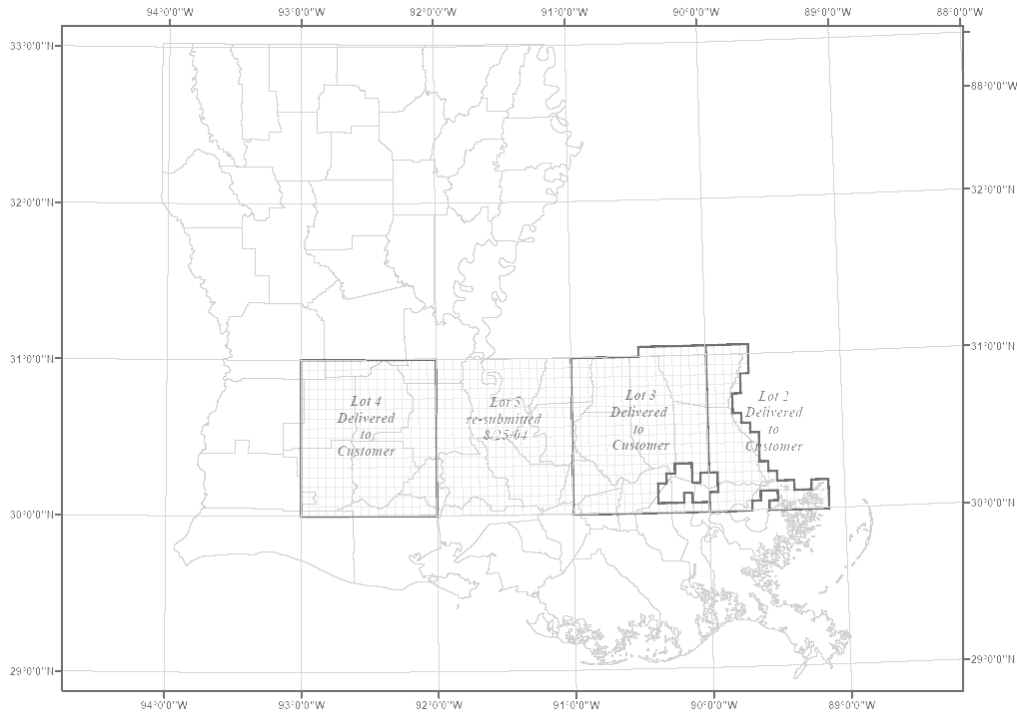 94°0'0"W 93°0'0"W 92°0'0"W 91°0'0"W 90°0'0"W 89°0'0"W 88°0'0"W
33°0'0"N
88°0'0"W
32°0'0"N 32°0'0"N
31°0'0"N 31°0'0"N
Lot 4
Delivered
to
Customer
Lot 5
re-submitted
8/25/04
Lot 3
Delivered
to
Customer
Lot 2
Delivered
to
Customer
30°0'0"N 30°0'0"N
29°0'0"N 29°0'0"N
94°0'0"W 93°0'0"W 92°0'0"W 91°0'0"W 90°0'0"W 89°0'0"W